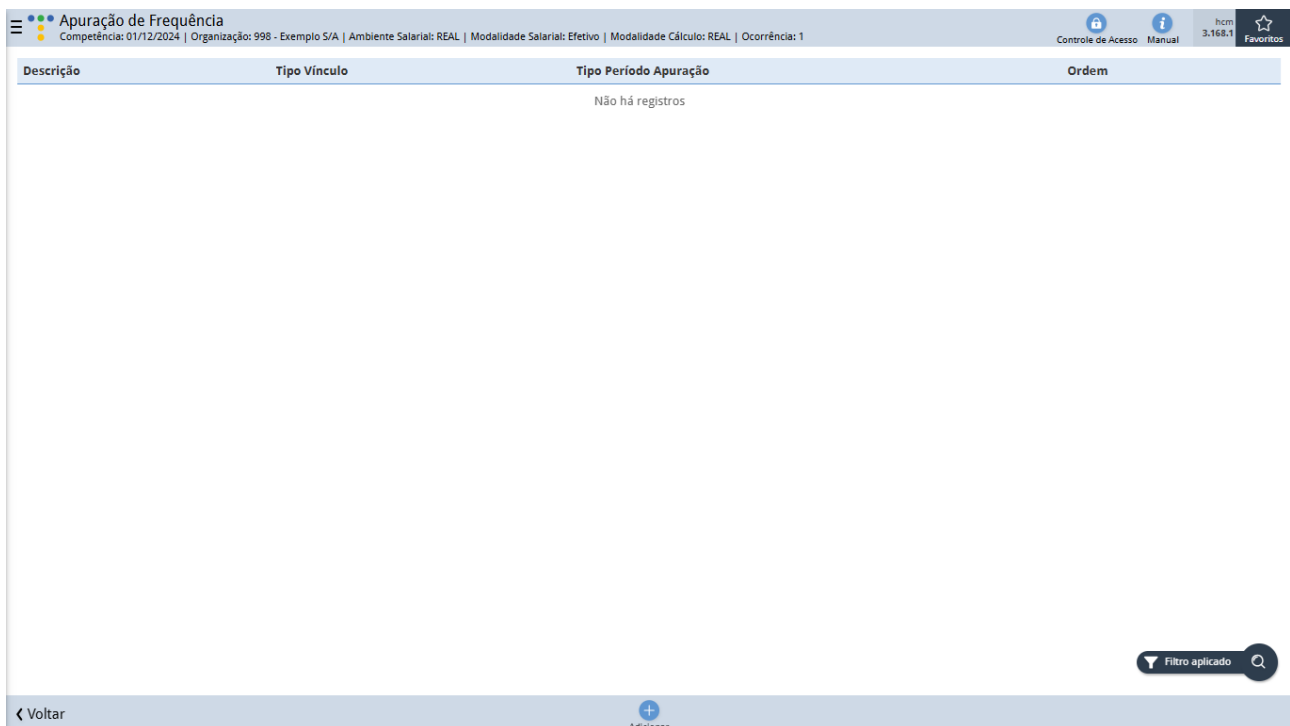 Apuração de Frequência
Competência: 01/12/2024 | Organização: 998 - Exemplo S/A | Ambiente Salarial: REAL | Modalidade Salarial: Efetivo | Modalidade Cálculo: REAL | Ocorrência: 1
Controle de Acesso
Manual
hcm
3.168.1
Favoritos
Descrição Tipo Vínculo Tipo Período Apuração Ordem
Não há registros
Filtro aplicado
Voltar